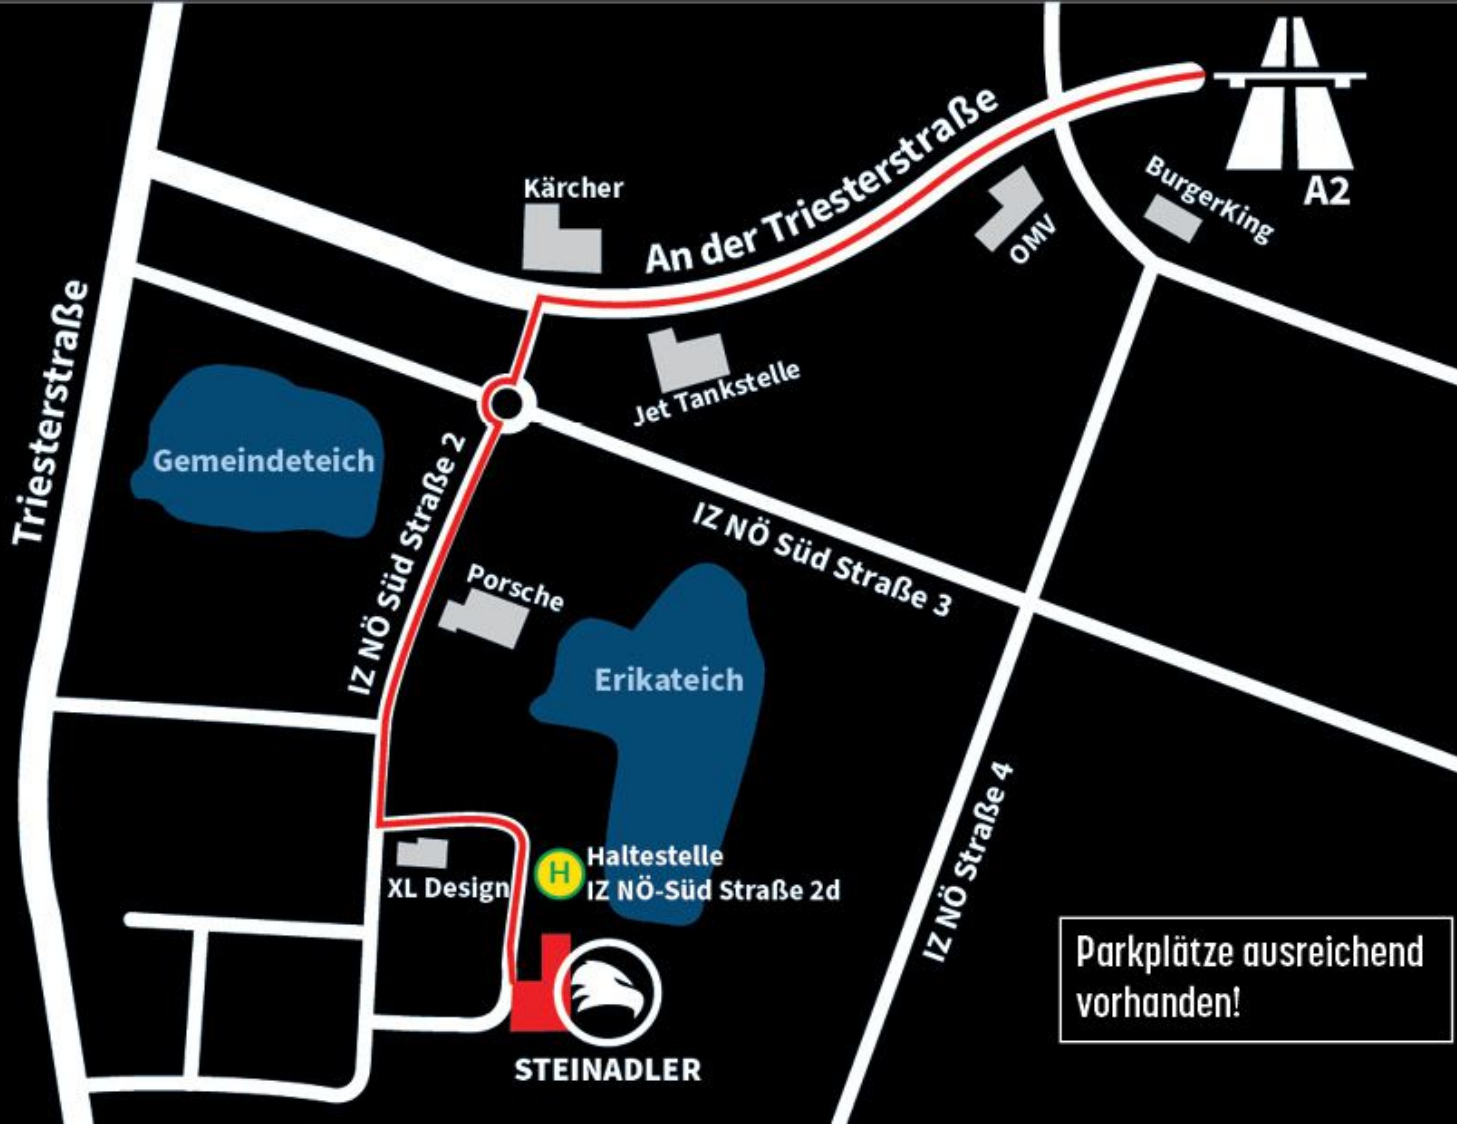 A2
BurgerKing
Kärcher
An der Triesterstraße
OMV
Triesterstraße
Jet Tankstelle
Gemeindeteich
IZ NÖ Süd Straße 2
IZ NÖ Süd Straße 3
Porsche
Erikateich
IZ NÖ Straße 4
H
Haltestelle
IZ NÖ-Süd Straße 2d
XL Design
Parkplätze ausreichend
vorhanden!
STEINADLER